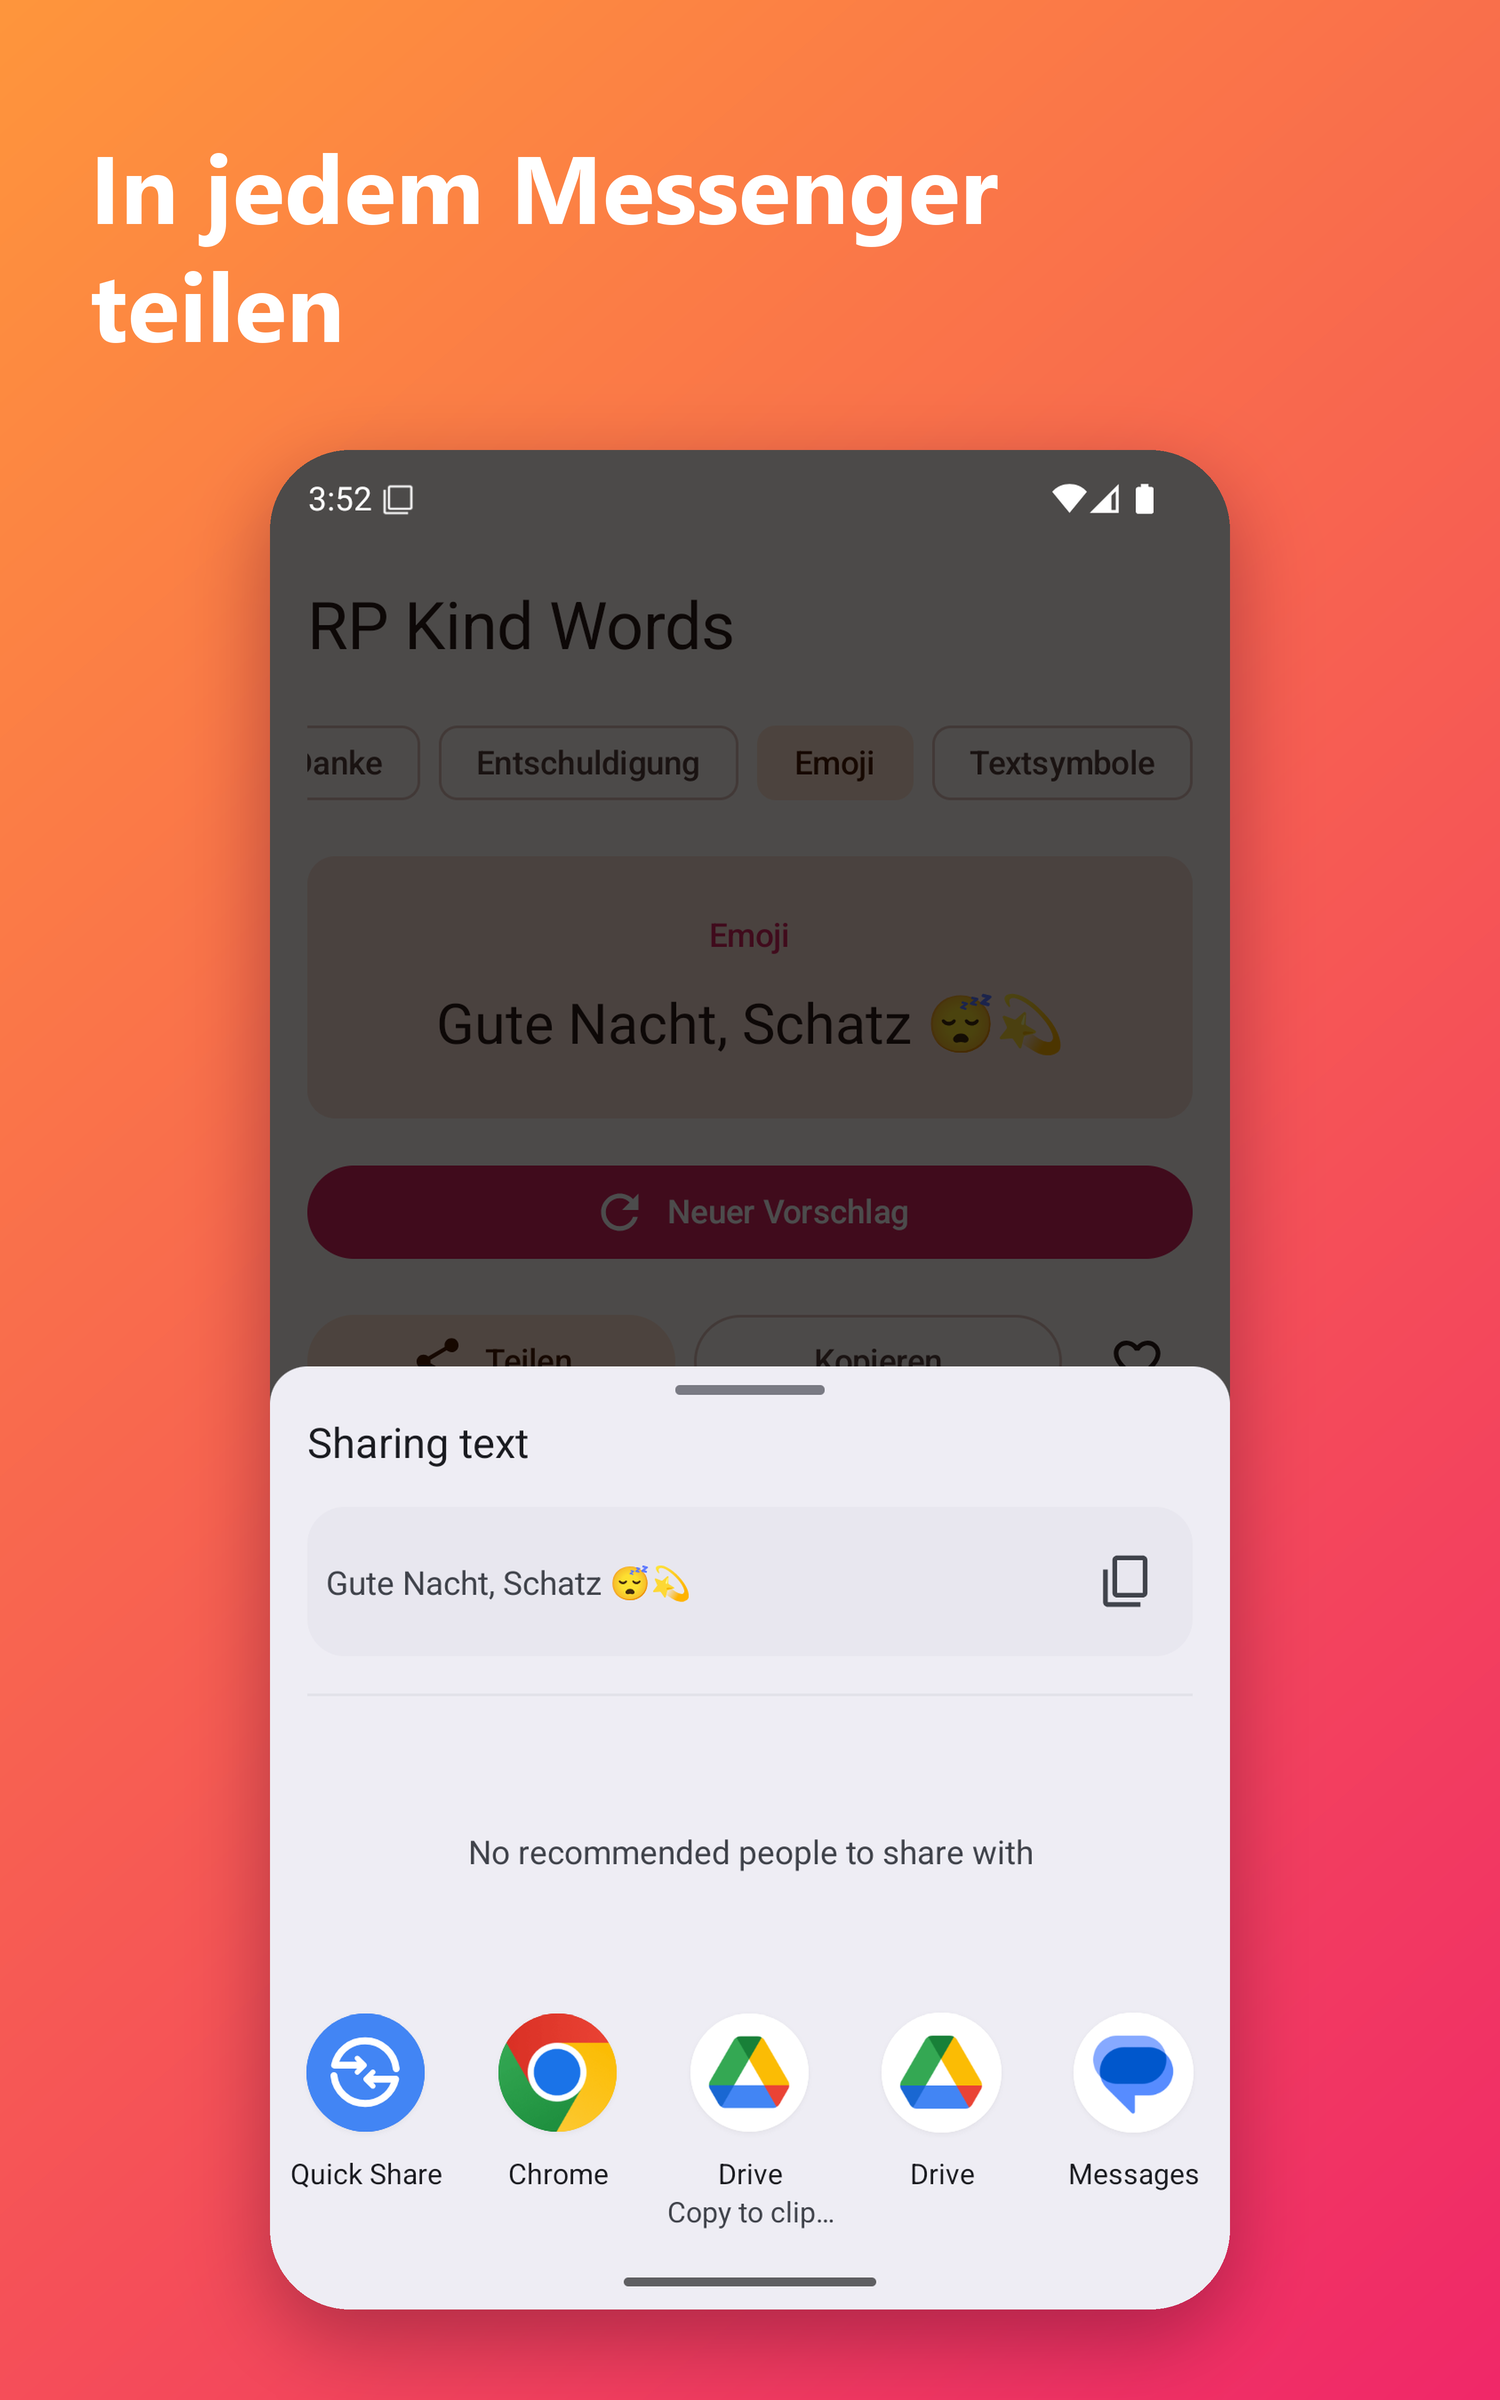 In jedem Messenger
teilen
3:52
RP Kind Words
Danke Entschuldigung Emoji Textsymbole
Emoji
Gute Nacht, Schatz 😴💫
Neuer Vorschlag
Teilen Kopieren
Sharing text
Gute Nacht, Schatz 😴💫
No recommended people to share with
Quick Share Chrome Drive Drive Messages
Copy to clip...